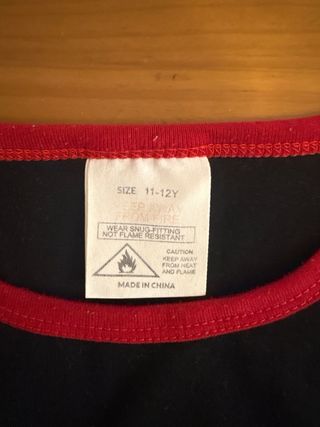 SIZE 11-12Y
KEEP AWAY
FROM FIRE
WEAR SNUG-FITTING
NOT FLAME RESISTANT
CAUTION
KEEP AWAY
FROM HEAT
AND FLAME
MADE IN CHINA